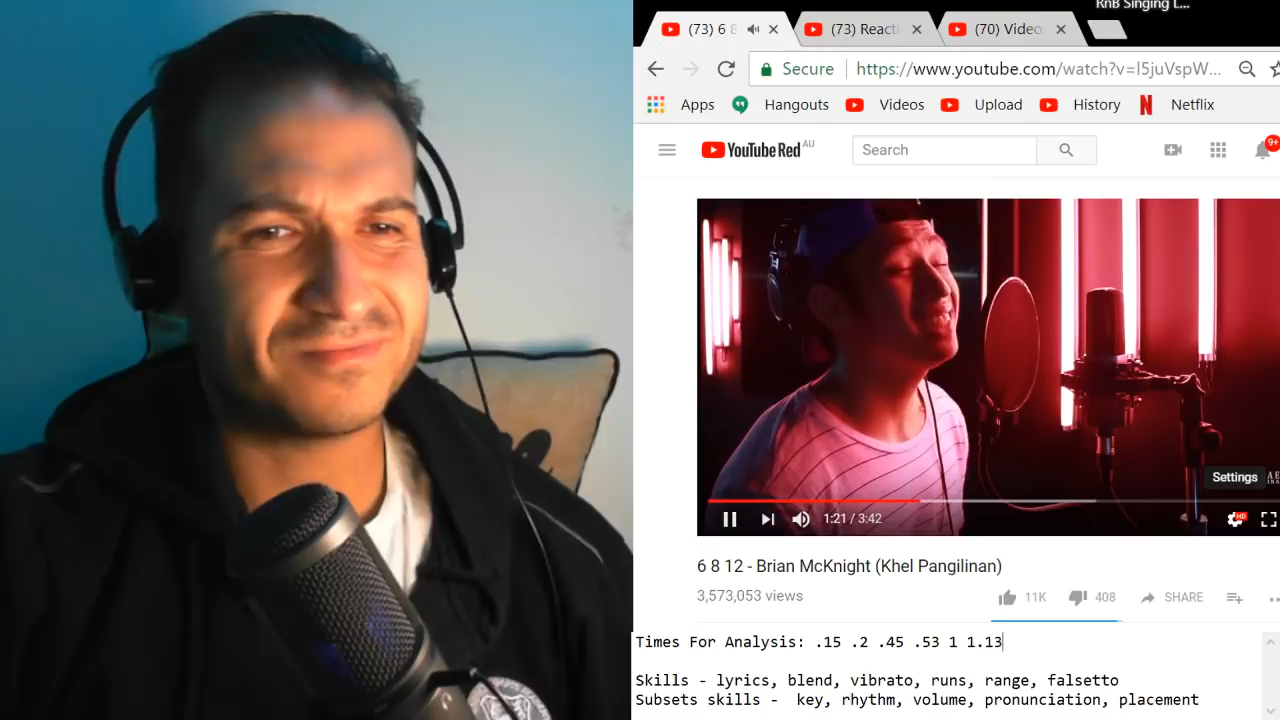 RnB Singing L...
(73) 6 8
(73) Reacti
(70) Video
Secure
https://www.youtube.com/watch?v=l5juVspW...
Apps Hangouts Videos Upload History Netflix
YouTube Red AU
Search
9+
Settings
1:21 / 3:42
HD
6 8 12 - Brian McKnight (Khel Pangilinan)
3,573,053 views
11K 408 SHARE
Times For Analysis: .15 .2 .45 .53 1 1.13
Skills - lyrics, blend, vibrato, runs, range, falsetto
Subsets skills - key, rhythm, volume, pronunciation, placement